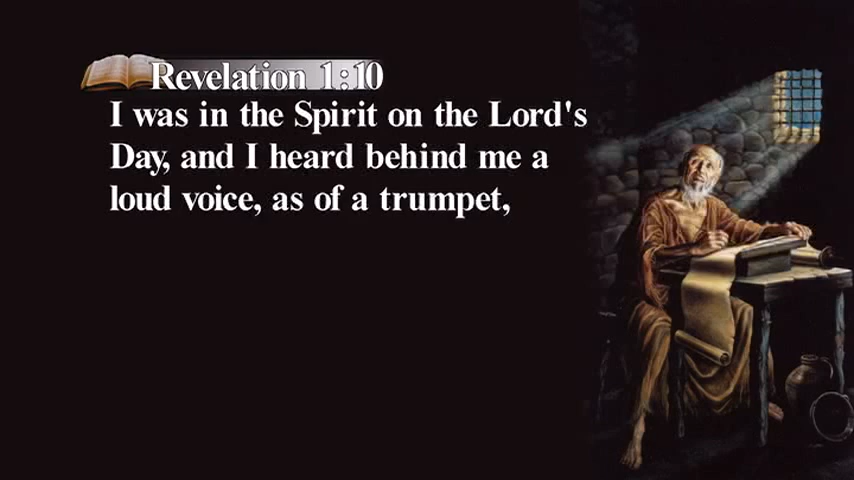 Revelation 1:10
I was in the Spirit on the Lord's
Day, and I heard behind me a
loud voice, as of a trumpet,